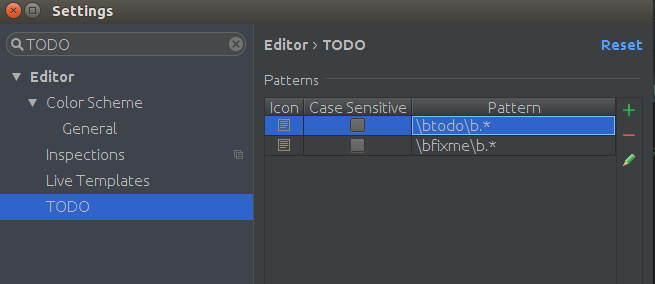 Settings
TODO
Editor
Color Scheme
General
Inspections
Live Templates
TODO
Editor › TODO
Reset
Patterns
Icon Case Sensitive Pattern
\btodo\b.*
\bfixme\b.*